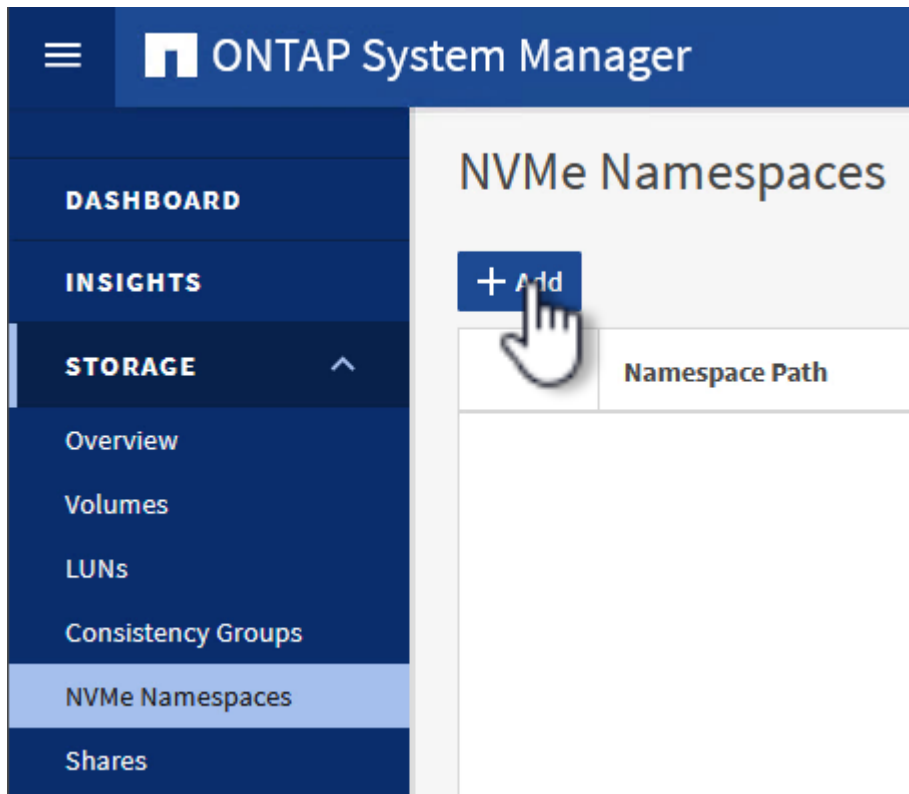 ONTAP System Manager
DASHBOARD
INSIGHTS
STORAGE
Overview
Volumes
LUNs
Consistency Groups
NVMe Namespaces
Shares
NVMe Namespaces
+ Add
Namespace Path